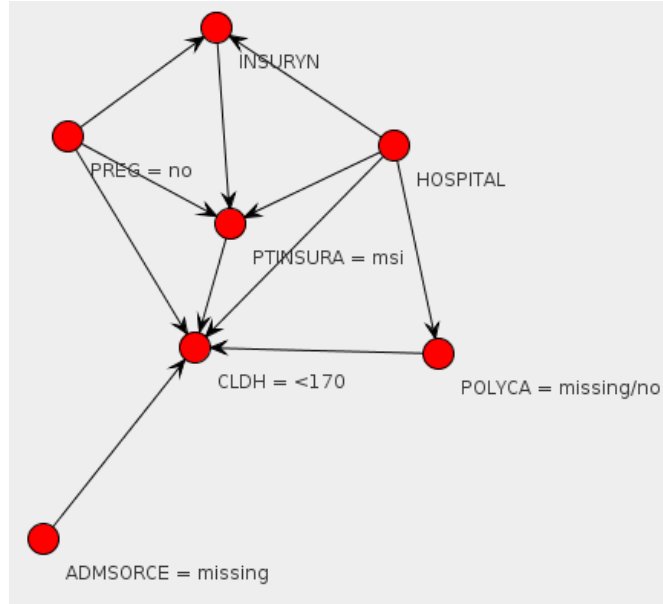 INSURYN
PREG = no
HOSPITAL
PTINSURA = msi
CLDH = <170
POLYCA = missing/no
ADMSORCE = missing